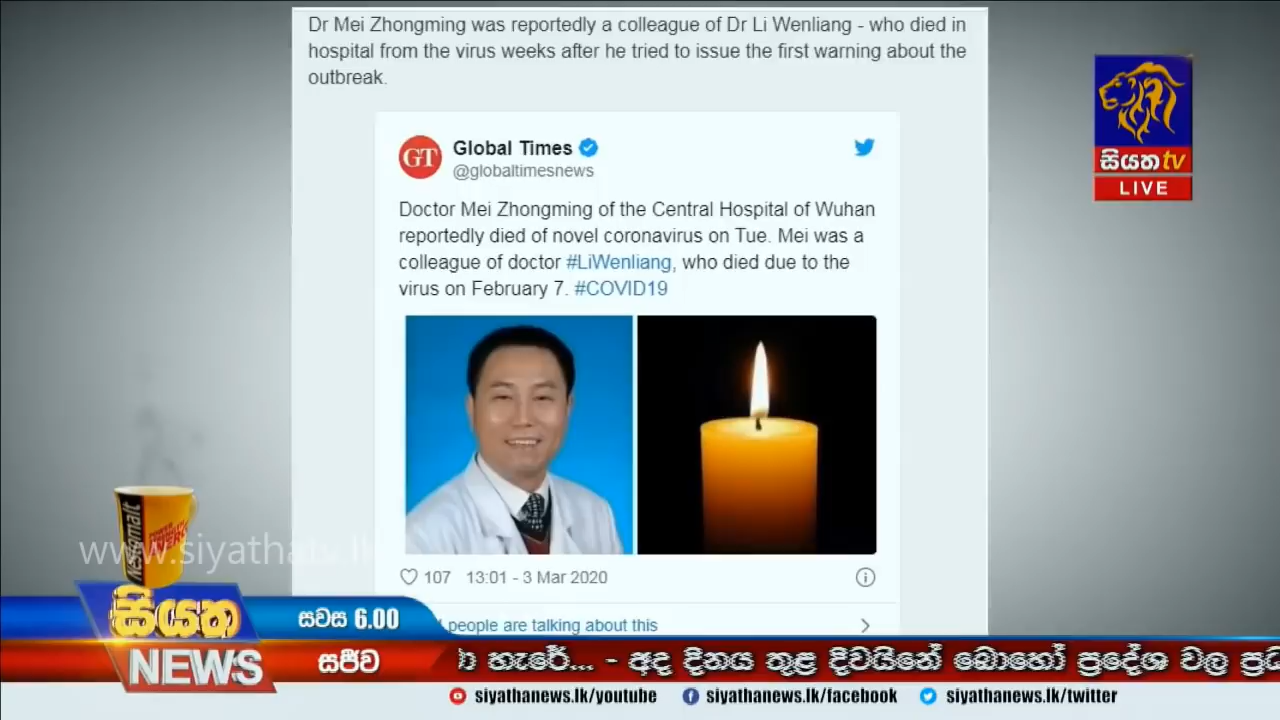 Dr Mei Zhongming was reportedly a colleague of Dr Li Wenliang - who died in
hospital from the virus weeks after he tried to issue the first warning about the
outbreak.
GT
Global Times
@globaltimesnews
Doctor Mei Zhongming of the Central Hospital of Wuhan
reportedly died of novel coronavirus on Tue. Mei was a
colleague of doctor #LiWenliang, who died due to the
virus on February 7. #COVID19
107 13:01 - 3 Mar 2020
people are talking about this
සියත tv
LIVE
Nestomalt
www.siyathatv.lk
සියත
NEWS
සවස 6.00
සජීව
හැරේ... - අද දිනය තුළ දිවයිනේ බොහෝ ප්‍රදේශ වල
siyathanews.lk/youtube
siyathanews.lk/facebook
siyathanews.lk/twitter